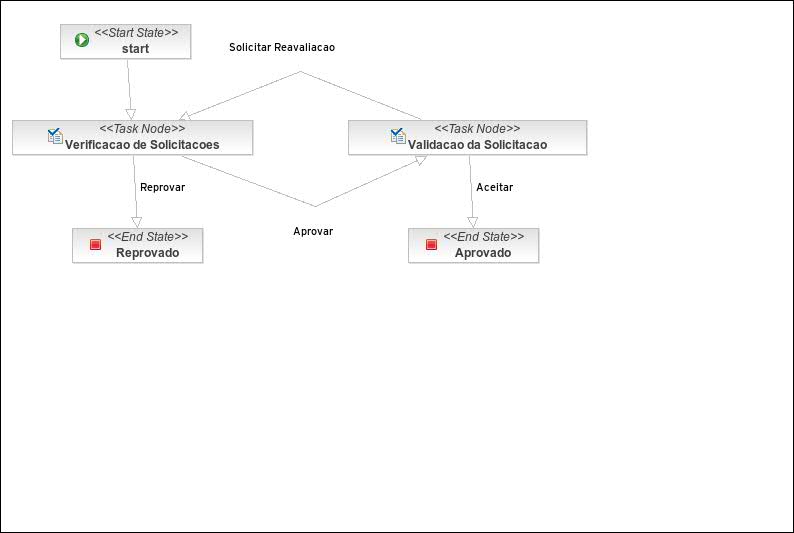 <<Start State>>
start
Solicitar Reavaliacao
<<Task Node>>
Verificacao de Solicitacoes
<<Task Node>>
Validacao da Solicitacao
Reprovar
Aceitar
Aprovar
<<End State>>
Reprovado
<<End State>>
Aprovado